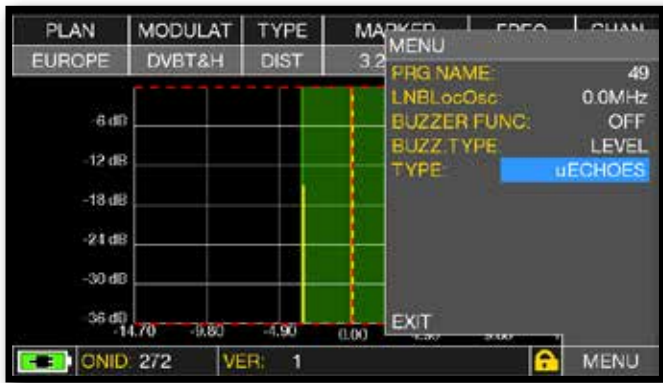 PLAN MODULAT TYPE
EUROPE DVBT&H DIST 3.2
MENU
PRG NAME: 49
LNBLocOsc: 0.0MHz
BUZZER FUNC: OFF
BUZZ.TYPE: LEVEL
TYPE: uECHOES
EXIT
-6 dB
-12 dB
-18 dB
-24 dB
-30 dB
-36 dB
-14.70 -9.80 -4.90 0.00
ONID: 272 VER: 1 MENU